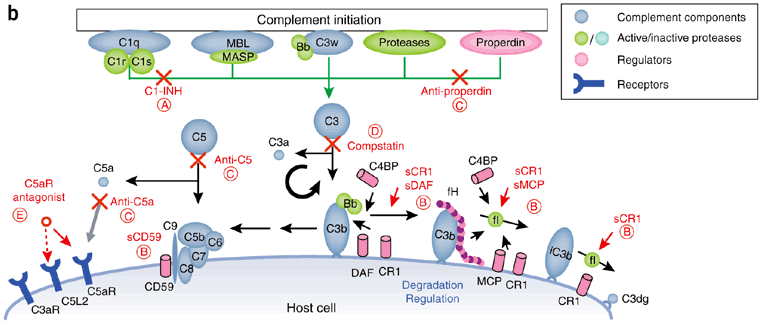 b
Complement initiation
C1q
C1r
C1s
MBL
MASP
Bb
C3w
Proteases
Properdin
C1-INH
A
Anti-properdin
C
Complement components
/
Active/inactive proteases
Regulators
Receptors
C3
D
Compstatin
C3a
C5
Anti-C5
C
C5a
Anti-C5a
C
C5aR
antagonist
E
C3aR
C5L2
C5aR
sCD59
B
CD59
C9
C5b
C6
C7
C8
Bb
C3b
C4BP
sCR1
sDAF
B
DAF
CR1
fH
C3b
Degradation
Regulation
C4BP
sCR1
sMCP
B
fI
MCP
CR1
iC3b
sCR1
B
fI
CR1
C3dg
Host cell